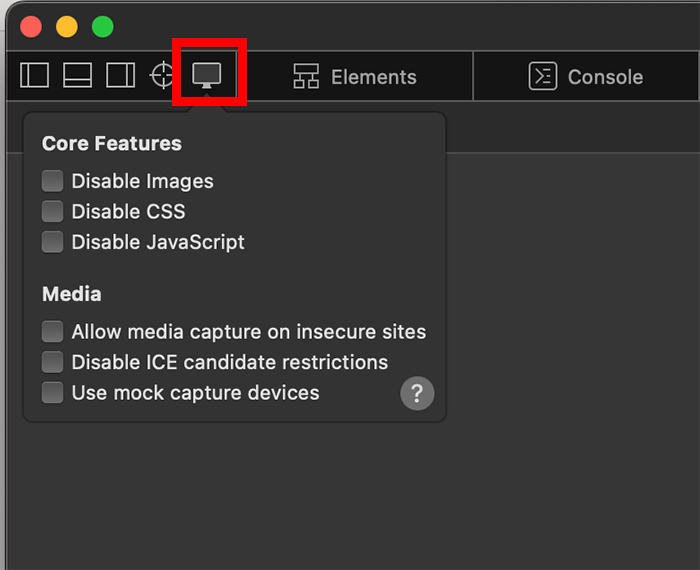 Elements
Console
Core Features
Disable Images
Disable CSS
Disable JavaScript
Media
Allow media capture on insecure sites
Disable ICE candidate restrictions
Use mock capture devices
?